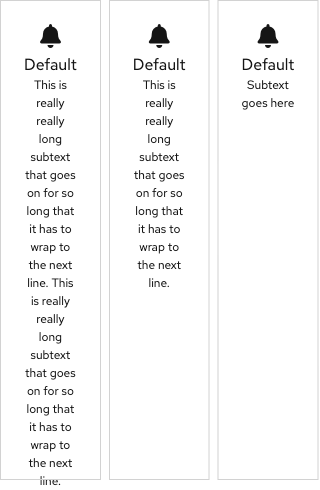 Default
This is
really
really
long
subtext
that goes
on for so
long that
it has to
wrap to
the next
line. This
is really
really
long
subtext
that goes
on for so
long that
it has to
wrap to
the next
line.
Default
This is
really
really
long
subtext
that goes
on for so
long that
it has to
wrap to
the next
line.
Default
Subtext
goes here